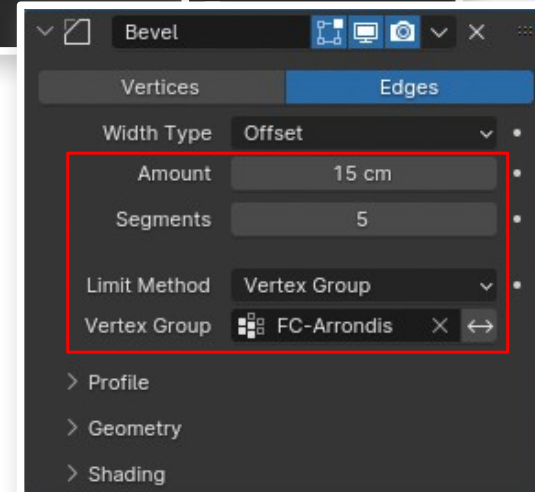 Bevel
Vertices Edges
Width Type Offset
Amount 15 cm
Segments 5
Limit Method Vertex Group
Vertex Group FC-Arrondis
Profile
Geometry
Shading